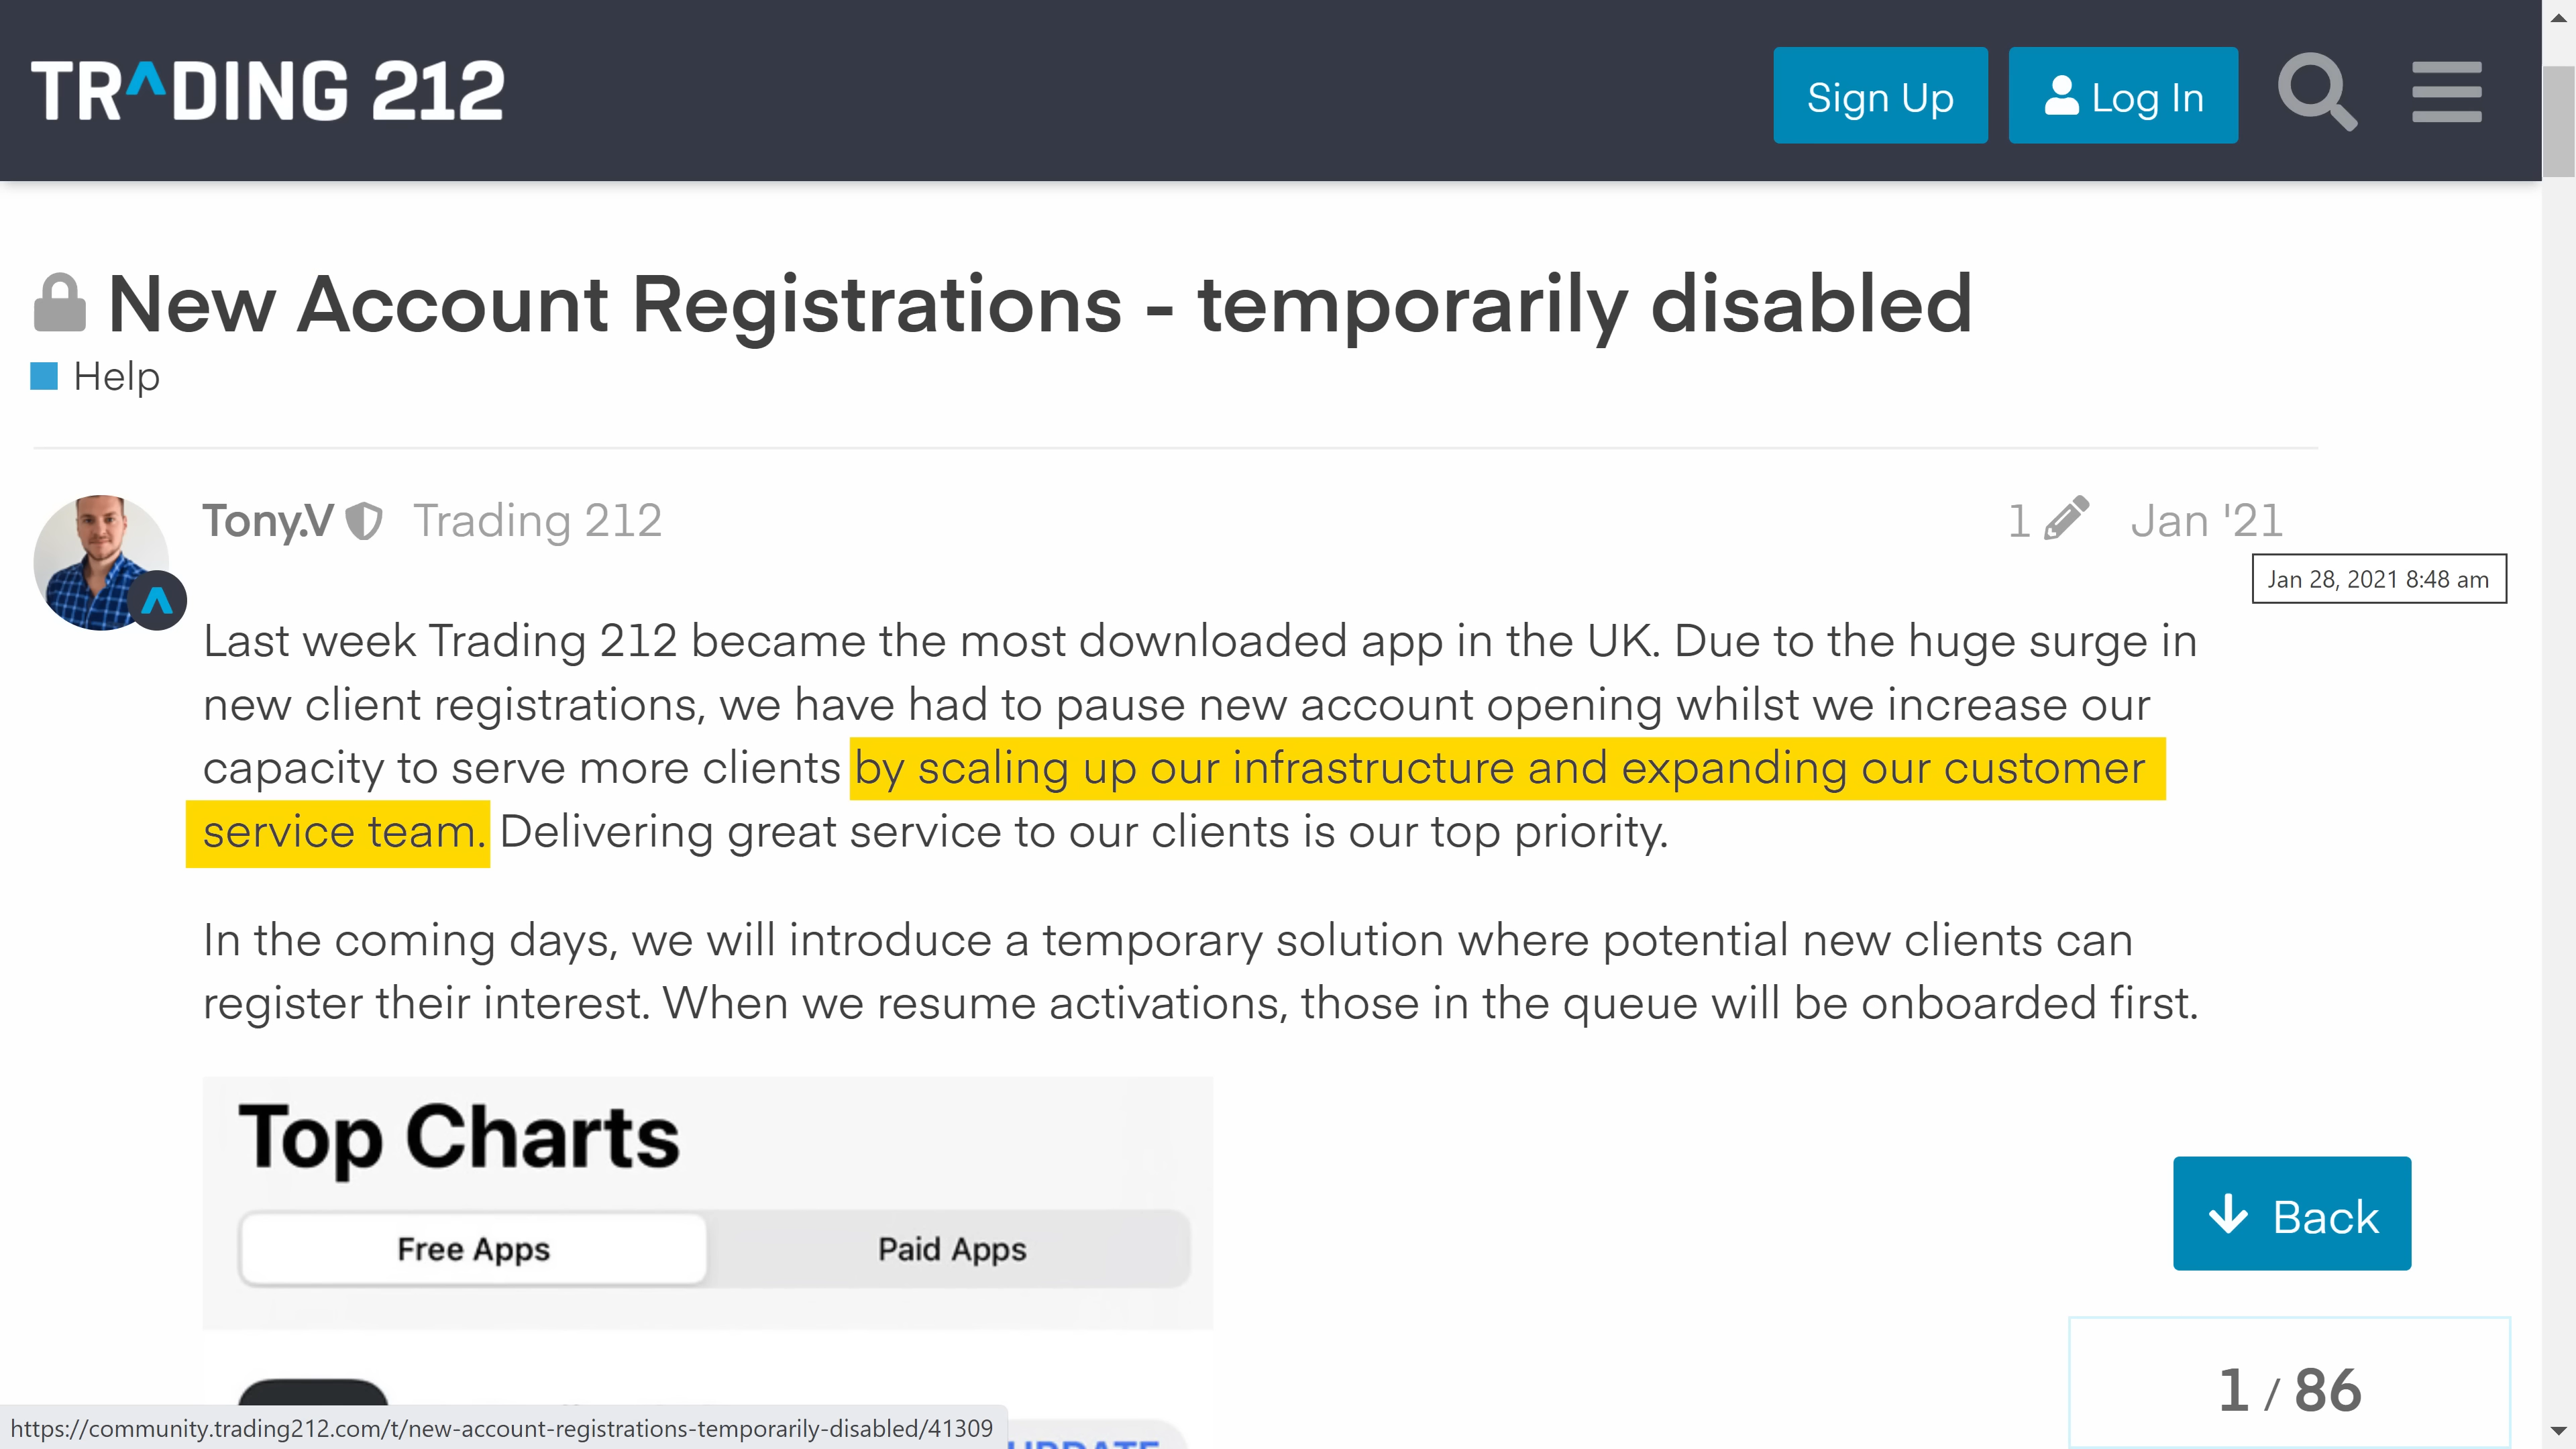 TRADING 212
Sign Up
Log In
New Account Registrations - temporarily disabled
Help
Tony.V Trading 212
1 Jan '21
Jan 28, 2021 8:48 am
Last week Trading 212 became the most downloaded app in the UK. Due to the huge surge in
new client registrations, we have had to pause new account opening whilst we increase our
capacity to serve more clients by scaling up our infrastructure and expanding our customer
service team. Delivering great service to our clients is our top priority.
In the coming days, we will introduce a temporary solution where potential new clients can
register their interest. When we resume activations, those in the queue will be onboarded first.
Top Charts
Free Apps
Paid Apps
Back
1 / 86
https://community.trading212.com/t/new-account-registrations-temporarily-disabled/41309
UPDATE